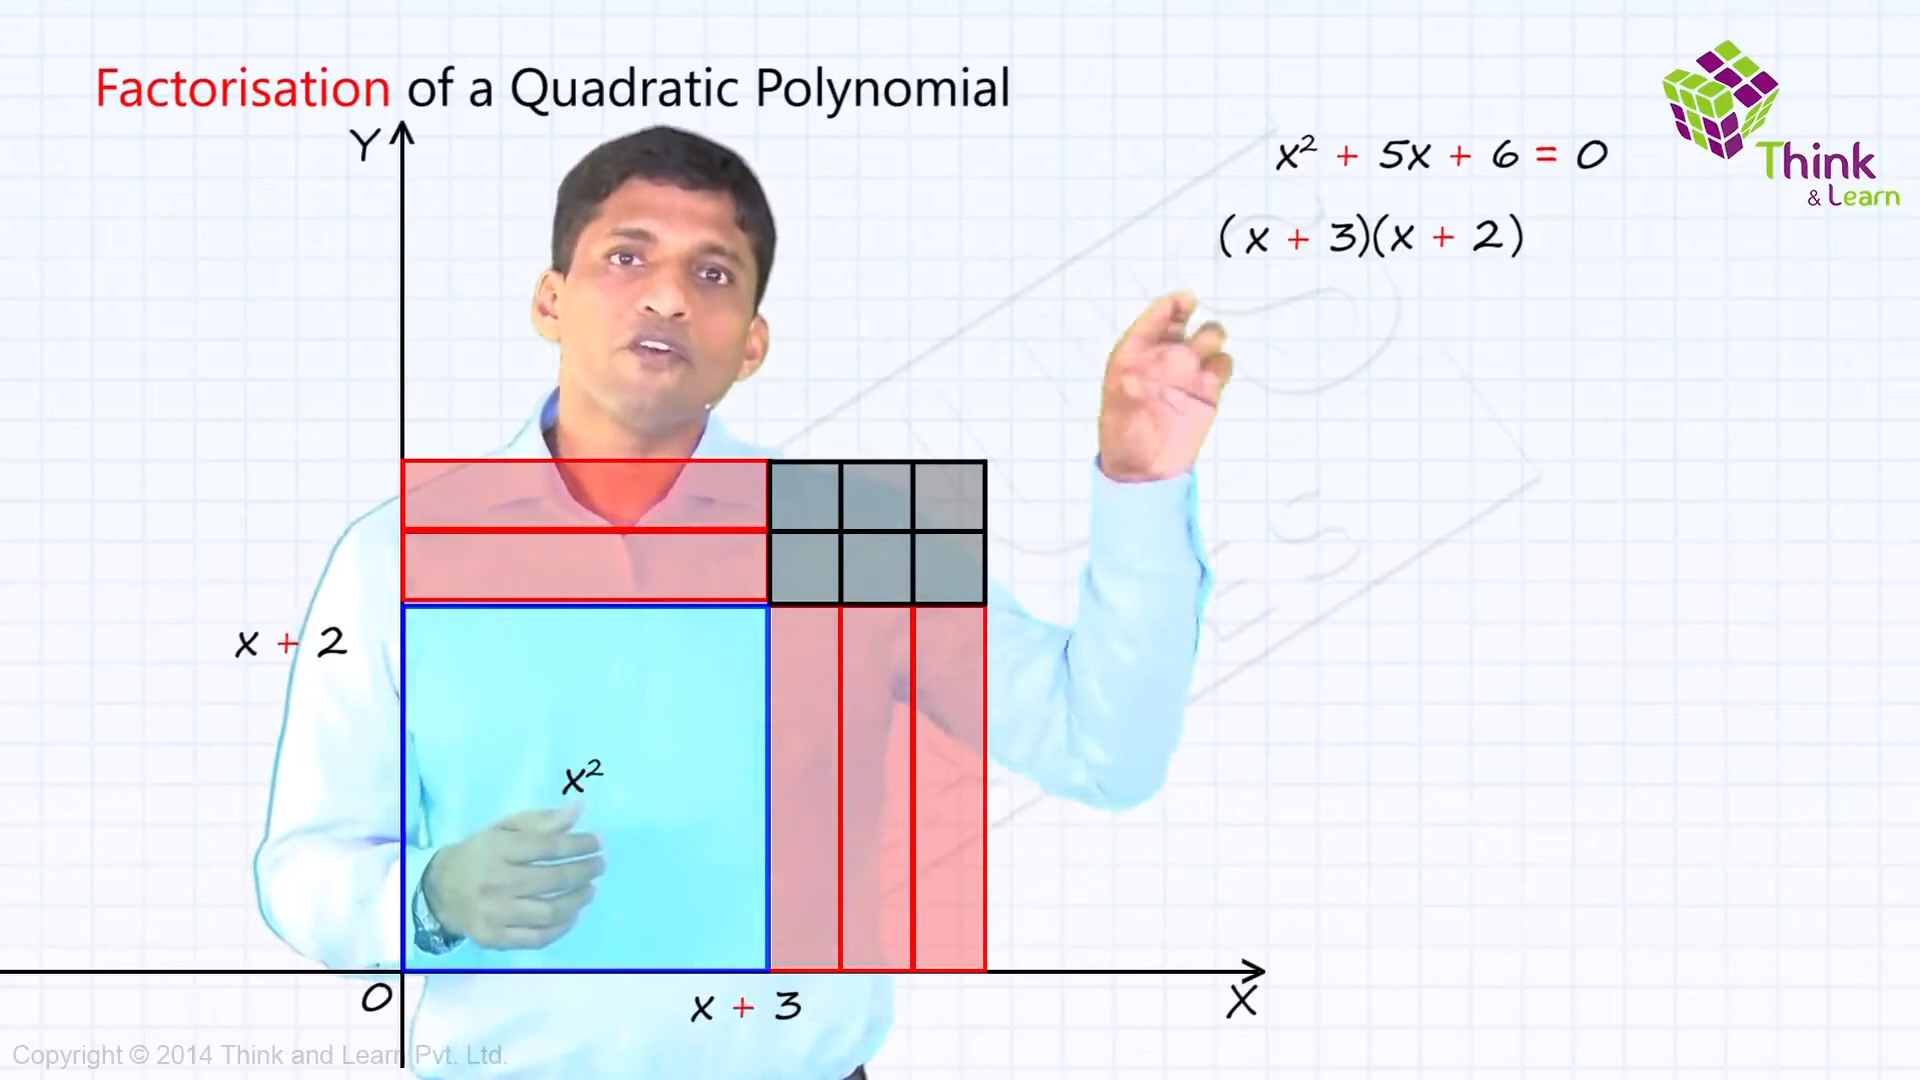 Factorisation of a Quadratic Polynomial
Y
x² + 5x + 6 = 0
(x + 3)(x + 2)
Think
& Learn
x + 2
x²
O
x + 3
X
Copyright © 2014 Think and Learn Pvt. Ltd.